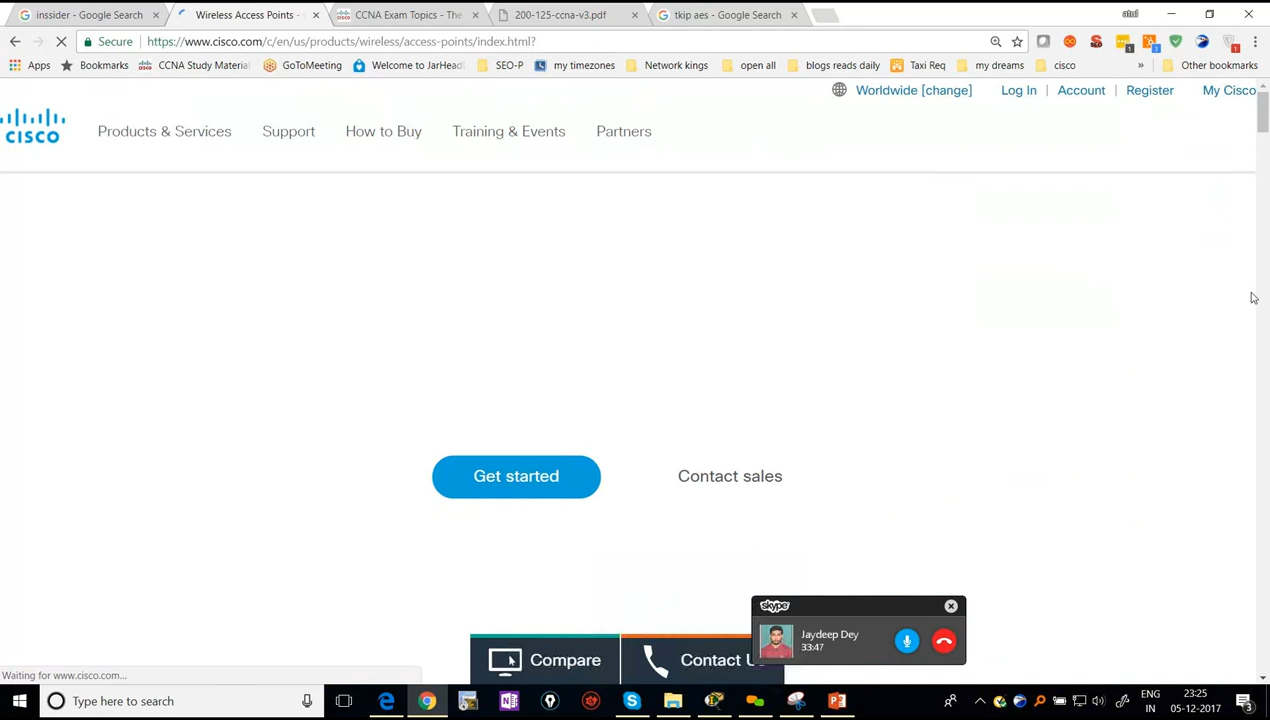 inssider - Google Search
Wireless Access Points -
CCNA Exam Topics - The
200-125-ccna-v3.pdf
tkip aes - Google Search
atul
Secure
https://www.cisco.com/c/en/us/products/wireless/access-points/index.html?
Apps
Bookmarks
CCNA Study Material
GoToMeeting
Welcome to JarHead
SEO-P
my timezones
Network kings
open all
blogs reads daily
Taxi Req
my dreams
cisco
»
Other bookmarks
Worldwide [change]
Log In
Account
Register
My Cisco
CISCO
Products & Services
Support
How to Buy
Training & Events
Partners
Get started
Contact sales
skype
Jaydeep Dey
33:47
Compare
Contact U
Waiting for www.cisco.com...
Type here to search
ENG
IN
23:25
05-12-2017
3